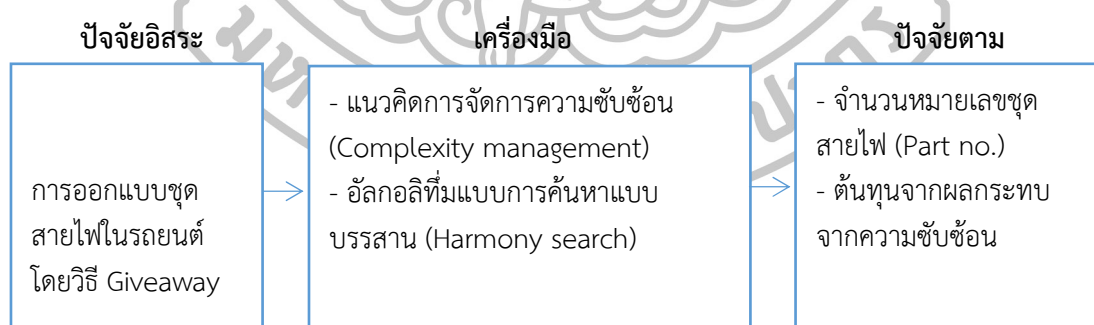 ปัจจัยอิสระ
เครื่องมือ
ปัจจัยตาม
การออกแบบชุด
สายไฟในรถยนต์
โดยวิธี Giveaway
- แนวคิดการจัดการความซับซ้อน
(Complexity management)
- อัลกอลิทึ่มแบบการค้นหาแบบ
บรรสาน (Harmony search)
- จำนวนหมายเลขชุด
สายไฟ (Part no.)
- ต้นทุนจากผลกระทบ
จากความซับซ้อน